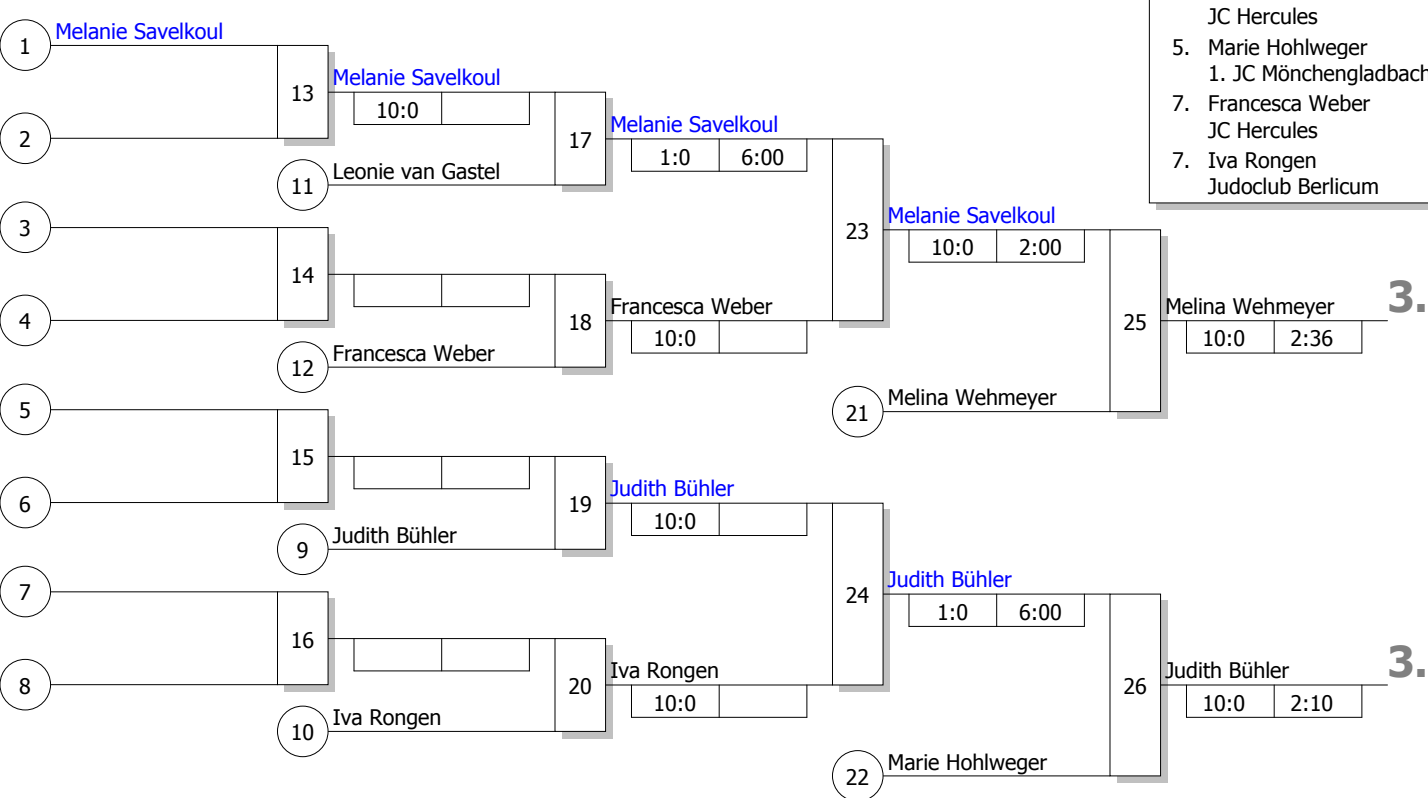 JC Hercules
5. Marie Hohlweger
1. JC Mönchengladbach
7. Francesca Weber
JC Hercules
7. Iva Rongen
Judoclub Berlicum
1 Melanie Savelkoul
2
13 Melanie Savelkoul
10:0
11 Leonie van Gastel
17 Melanie Savelkoul
1:0 6:00
3
4
14
12 Francesca Weber
18 Francesca Weber
10:0
23 Melanie Savelkoul
10:0 2:00
21 Melina Wehmeyer
25 Melina Wehmeyer 3.
10:0 2:36
5
6
15
9 Judith Bühler
19 Judith Bühler
10:0
7
8
16
10 Iva Rongen
20 Iva Rongen
10:0
24 Judith Bühler
1:0 6:00
22 Marie Hohlweger
26 Judith Bühler 3.
10:0 2:10